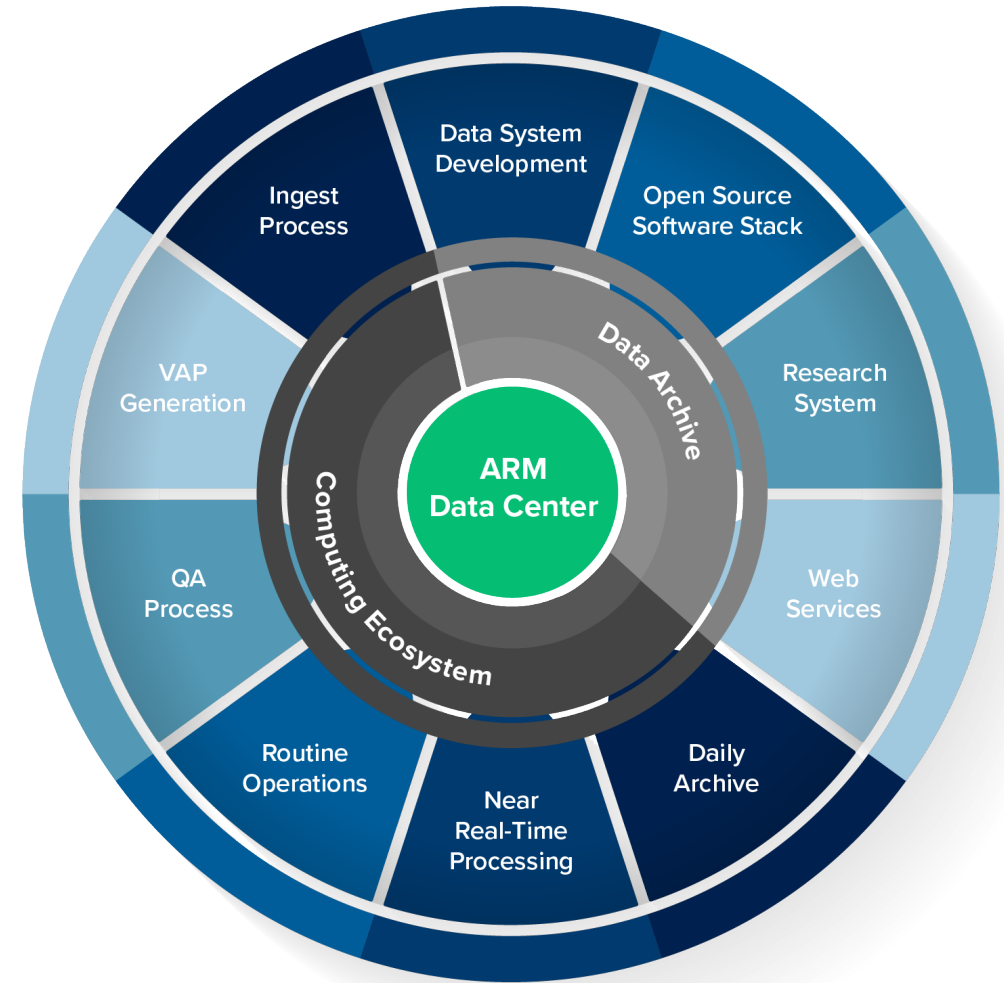 Data System
Development
Open Source
Software Stack
Research
System
Web
Services
Daily
Archive
Near
Real-Time
Processing
Routine
Operations
QA
Process
VAP
Generation
Ingest
Process
Data Archive
Computing Ecosystem
ARM
Data Center